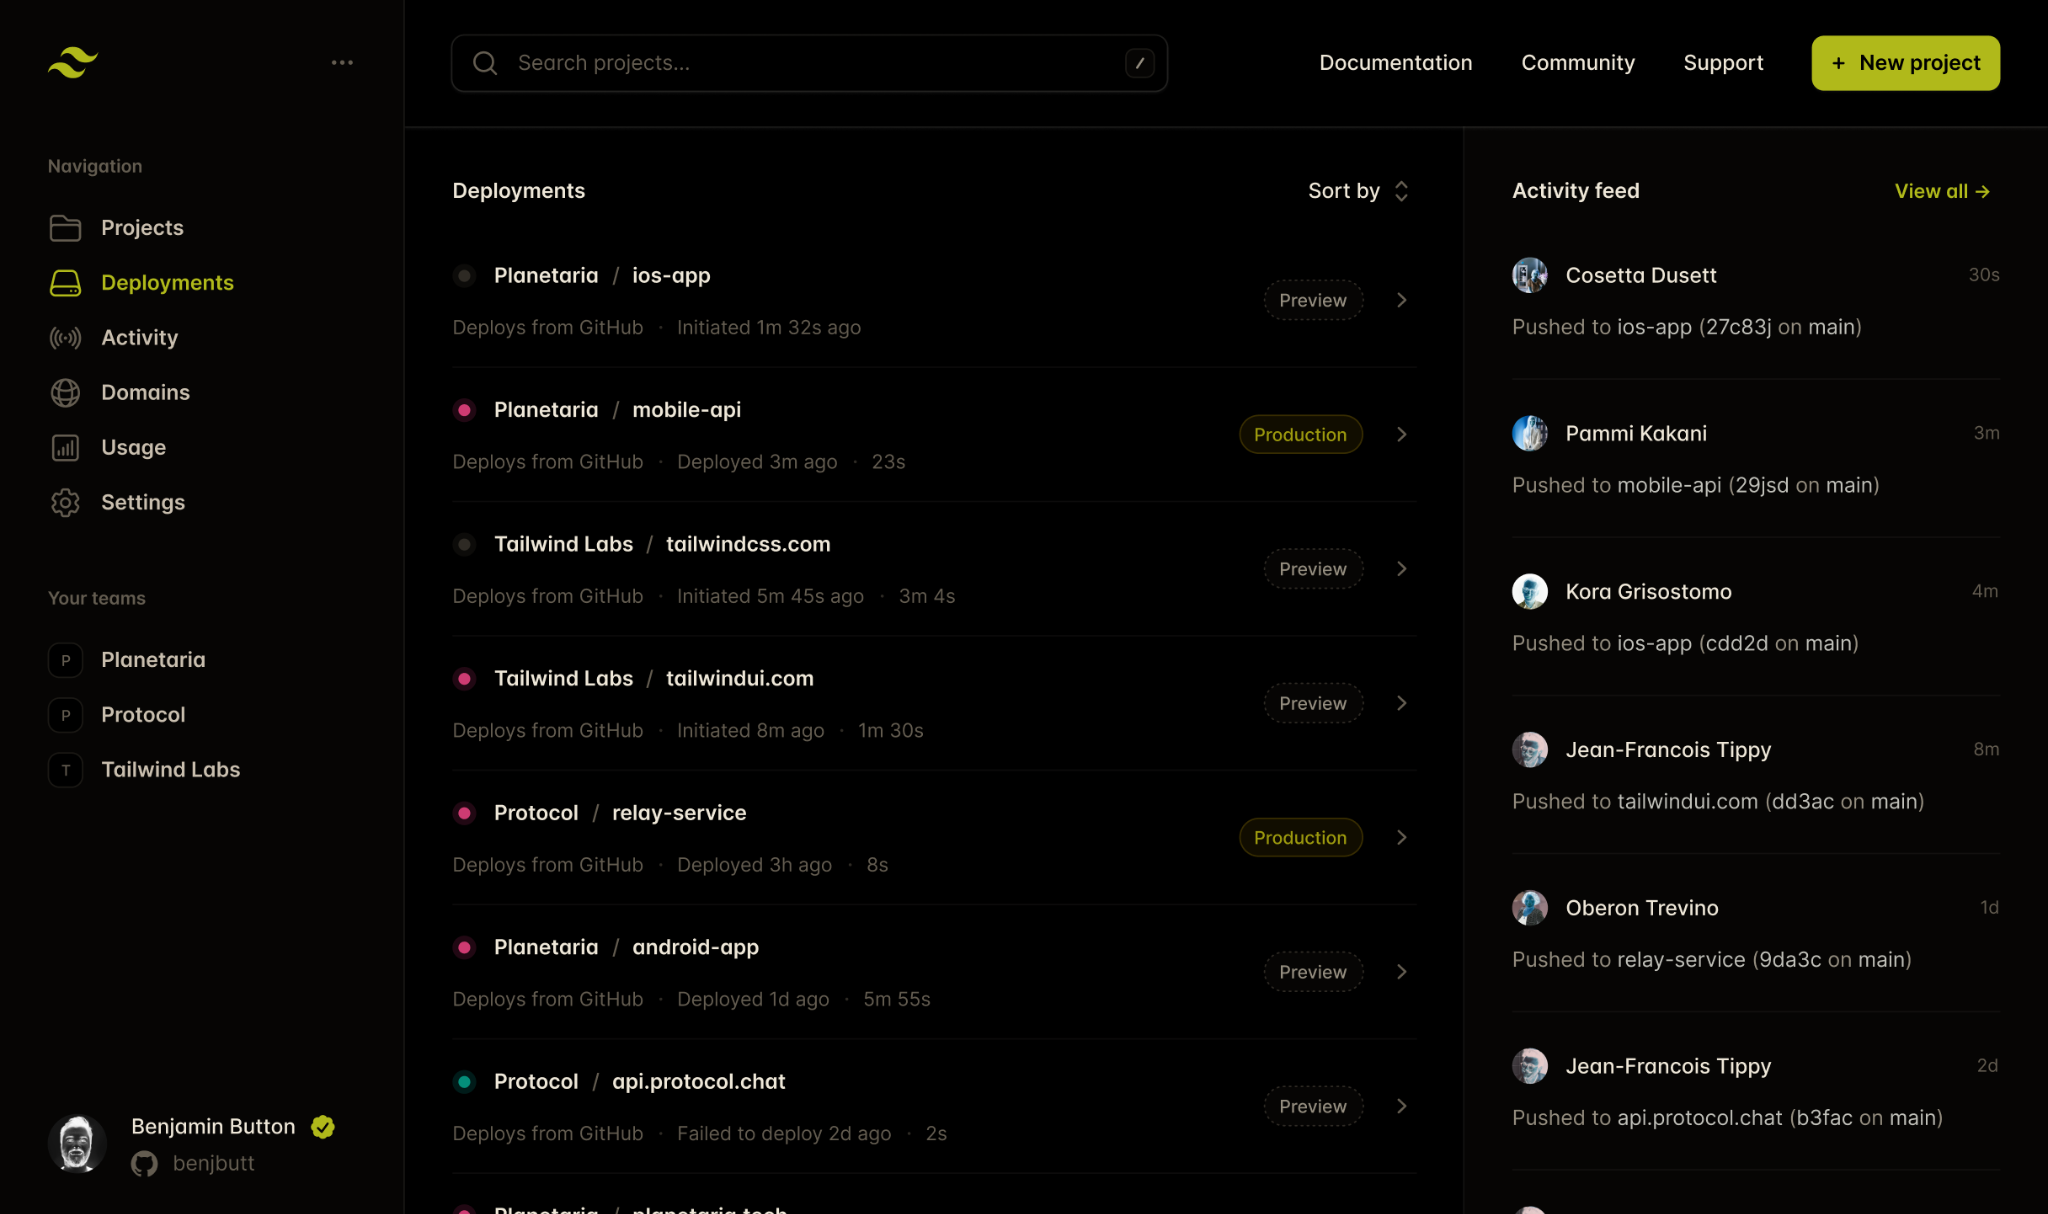 Search projects...
/
Documentation
Community
Support
+ New project
Navigation
Projects
Deployments
Activity
Domains
Usage
Settings
Your teams
P Planetaria
P Protocol
T Tailwind Labs
Benjamin Button
benjbutt
Deployments
Sort by
Planetaria / ios-app
Deploys from GitHub · Initiated 1m 32s ago
Preview
Planetaria / mobile-api
Deploys from GitHub · Deployed 3m ago · 23s
Production
Tailwind Labs / tailwindcss.com
Deploys from GitHub · Initiated 5m 45s ago · 3m 4s
Preview
Tailwind Labs / tailwindui.com
Deploys from GitHub · Initiated 8m ago · 1m 30s
Preview
Protocol / relay-service
Deploys from GitHub · Deployed 3h ago · 8s
Production
Planetaria / android-app
Deploys from GitHub · Deployed 1d ago · 5m 55s
Preview
Protocol / api.protocol.chat
Deploys from GitHub · Failed to deploy 2d ago · 2s
Preview
Planetaria / planetaria.tech
Activity feed
View all →
Cosetta Dusett 30s
Pushed to ios-app (27c83j on main)
Pammi Kakani 3m
Pushed to mobile-api (29jsd on main)
Kora Grisostomo 4m
Pushed to ios-app (cdd2d on main)
Jean-Francois Tippy 8m
Pushed to tailwindui.com (dd3ac on main)
Oberon Trevino 1d
Pushed to relay-service (9da3c on main)
Jean-Francois Tippy 2d
Pushed to api.protocol.chat (b3fac on main)